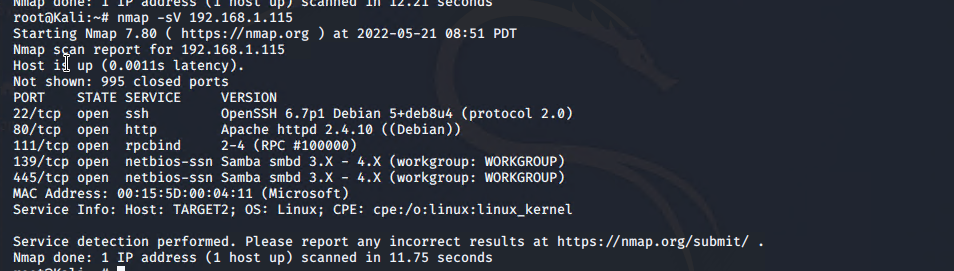 Nmap done: 1 IP address (1 host up) scanned in 12.21 seconds
root@Kali:~# nmap -sV 192.168.1.115
Starting Nmap 7.80 ( https://nmap.org ) at 2022-05-21 08:51 PDT
Nmap scan report for 192.168.1.115
Host is up (0.0011s latency).
Not shown: 995 closed ports
PORT    STATE SERVICE     VERSION
22/tcp  open  ssh         OpenSSH 6.7p1 Debian 5+deb8u4 (protocol 2.0)
80/tcp  open  http        Apache httpd 2.4.10 ((Debian))
111/tcp open  rpcbind     2-4 (RPC #100000)
139/tcp open  netbios-ssn Samba smbd 3.X - 4.X (workgroup: WORKGROUP)
445/tcp open  netbios-ssn Samba smbd 3.X - 4.X (workgroup: WORKGROUP)
MAC Address: 00:15:5D:00:04:11 (Microsoft)
Service Info: Host: TARGET2; OS: Linux; CPE: cpe:/o:linux:linux_kernel
Service detection performed. Please report any incorrect results at https://nmap.org/submit/ .
Nmap done: 1 IP address (1 host up) scanned in 11.75 seconds
root@Kali:~#